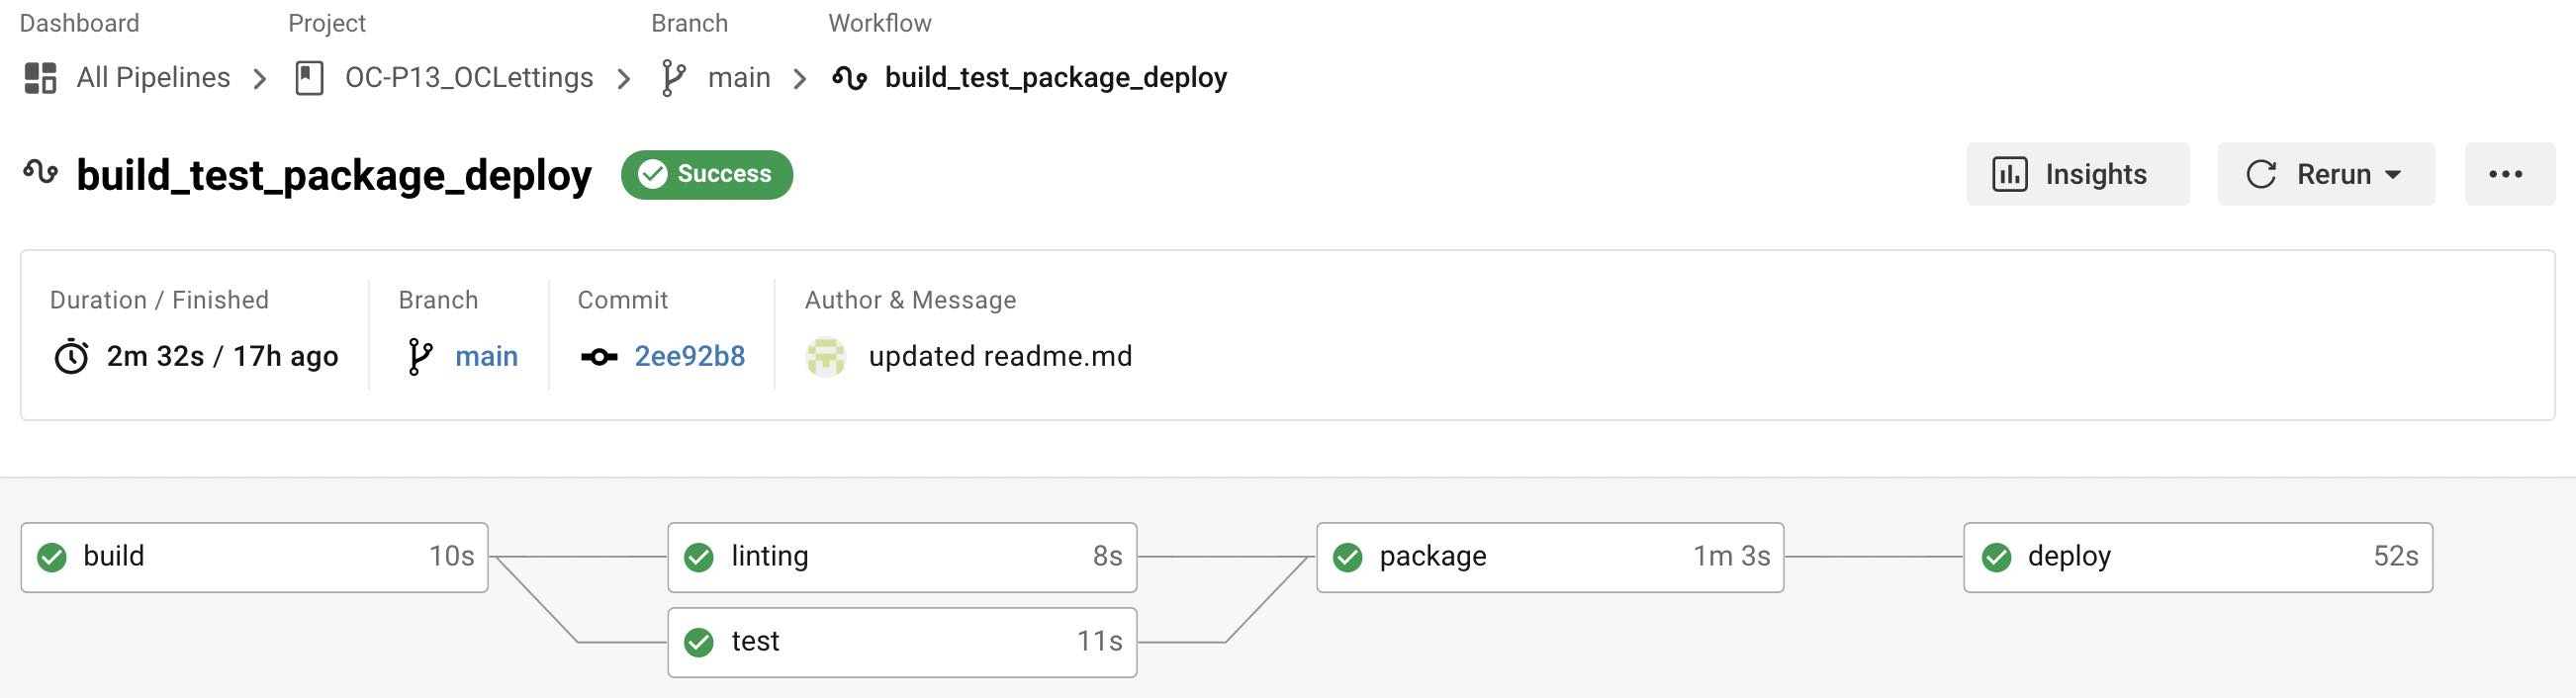 Dashboard Project Branch Workflow
All Pipelines OC-P13_OCLettings main build_test_package_deploy
build_test_package_deploy Success Insights Rerun
Duration / Finished Branch Commit Author & Message
2m 32s / 17h ago main 2ee92b8 updated readme.md
build 10s linting 8s package 1m 3s deploy 52s
test 11s